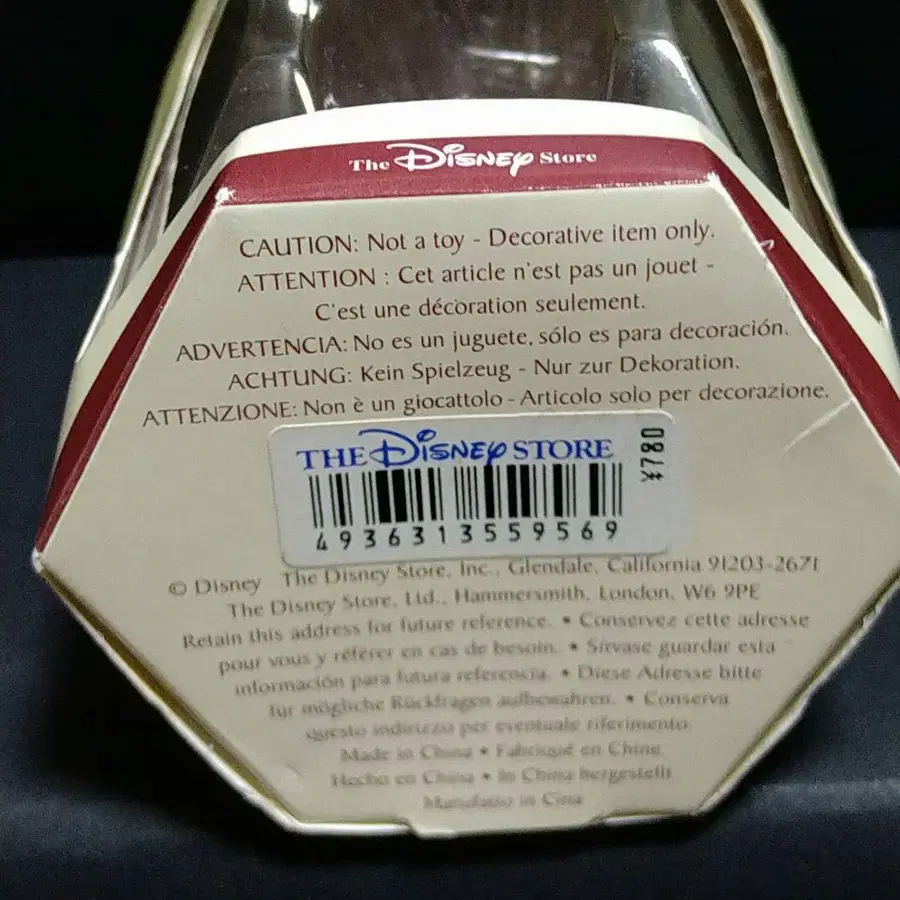 The Disney Store
CAUTION: Not a toy - Decorative item only.
ATTENTION : Cet article n'est pas un jouet -
C'est une décoration seulement.
ADVERTENCIA: No es un juguete, sólo es para decoración.
ACHTUNG: Kein Spielzeug - Nur zur Dekoration.
ATTENZIONE: Non è un giocattolo - Articolo solo per decorazione.
THE DISNEY STORE
¥780
4936313559569
© Disney The Disney Store, Inc., Glendale, California 91203-2671
The Disney Store, Ltd., Hammersmith, London, W6 9PE
Retain this address for future reference. • Conservez cette adresse
pour vous y référer en cas de besoin. • Sírvase guardar esta
información para futura referencia. • Diese Adresse bitte
für mögliche Rückfragen aufbewahren. • Conserva
questo indirizzo per eventuale riferimento.
Made in China • Fabriqué en Chine
Hecho en China • In China hergestellt
Manufatto in Cina